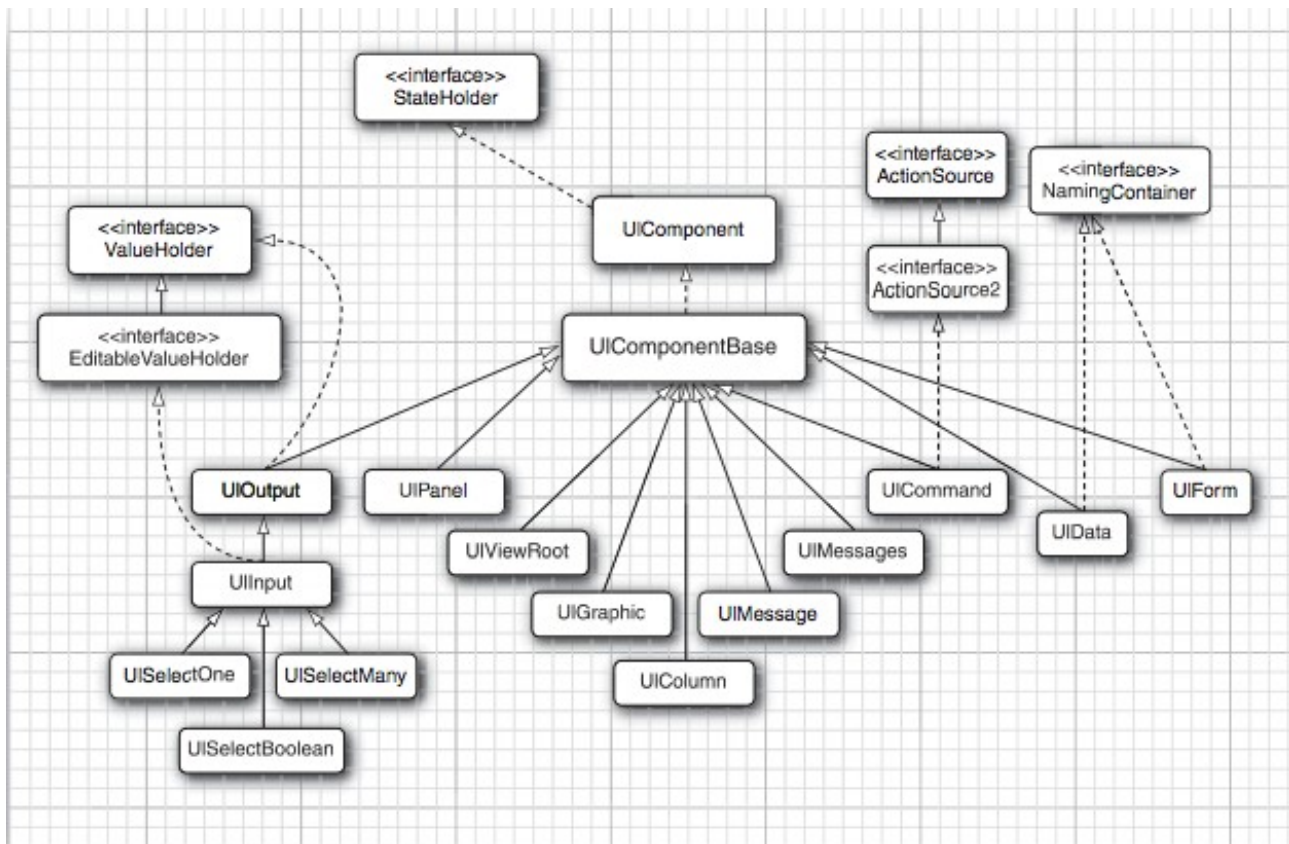 <<interface>>
StateHolder
<<interface>>
ActionSource
<<interface>>
NamingContainer
<<interface>>
ValueHolder
UIComponent
<<interface>>
ActionSource2
<<interface>>
EditableValueHolder
UIComponentBase
UIOutput
UIPanel
UICommand
UIForm
UIViewRoot
UIMessages
UIData
UIInput
UIGraphic
UIMessage
UISelectOne
UISelectMany
UIColumn
UISelectBoolean